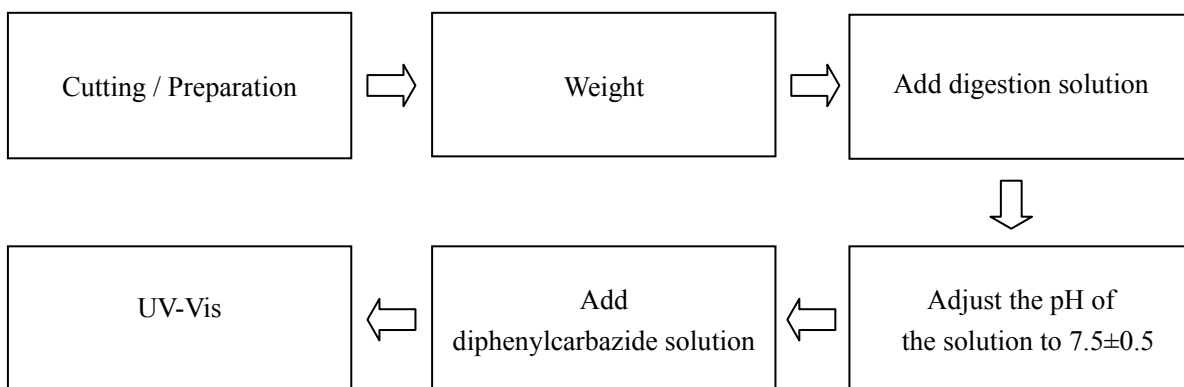 Cutting / Preparation
Weight
Add digestion solution
Adjust the pH of
the solution to 7.5±0.5
Add
diphenylcarbazide solution
UV-Vis